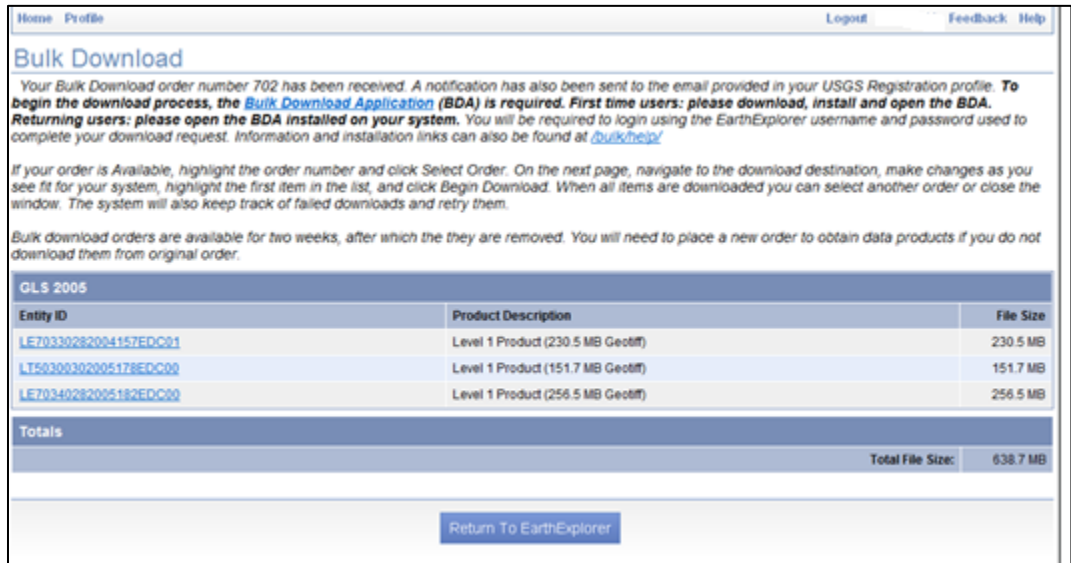 Home Profile Logout Feedback Help
Bulk Download
Your Bulk Download order number 702 has been received. A notification has also been sent to the email provided in your USGS Registration profile. To
begin the download process, the Bulk Download Application (BDA) is required. First time users: please download, install and open the BDA.
Returning users: please open the BDA installed on your system. You will be required to login using the EarthExplorer username and password used to
complete your download request. Information and installation links can also be found at /bulk/help/
If your order is Available, highlight the order number and click Select Order. On the next page, navigate to the download destination, make changes as you
see fit for your system, highlight the first item in the list, and click Begin Download. When all items are downloaded you can select another order or close the
window. The system will also keep track of failed downloads and retry them.
Bulk download orders are available for two weeks, after which the they are removed. You will need to place a new order to obtain data products if you do not
download them from original order.
GLS 2005
Entity ID Product Description File Size
LE70330282004157EDC01 Level 1 Product (230.5 MB Geotiff) 230.5 MB
LT50300302005178EDC00 Level 1 Product (151.7 MB Geotiff) 151.7 MB
LE70340282005182EDC00 Level 1 Product (256.5 MB Geotiff) 256.5 MB
Totals
Total File Size: 638.7 MB
Return To EarthExplorer